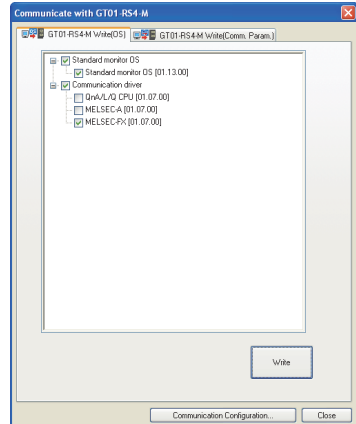 Communicate with GT01-RS4-M
GT01-RS4-M Write(OS)
GT01-RS4-M Write(Comm. Param.)
Standard monitor OS
Standard monitor OS [01.13.00]
Communication driver
QnA/L/Q CPU [01.07.00]
MELSEC-A [01.07.00]
MELSEC-FX [01.07.00]
Write
Communication Configuration...
Close